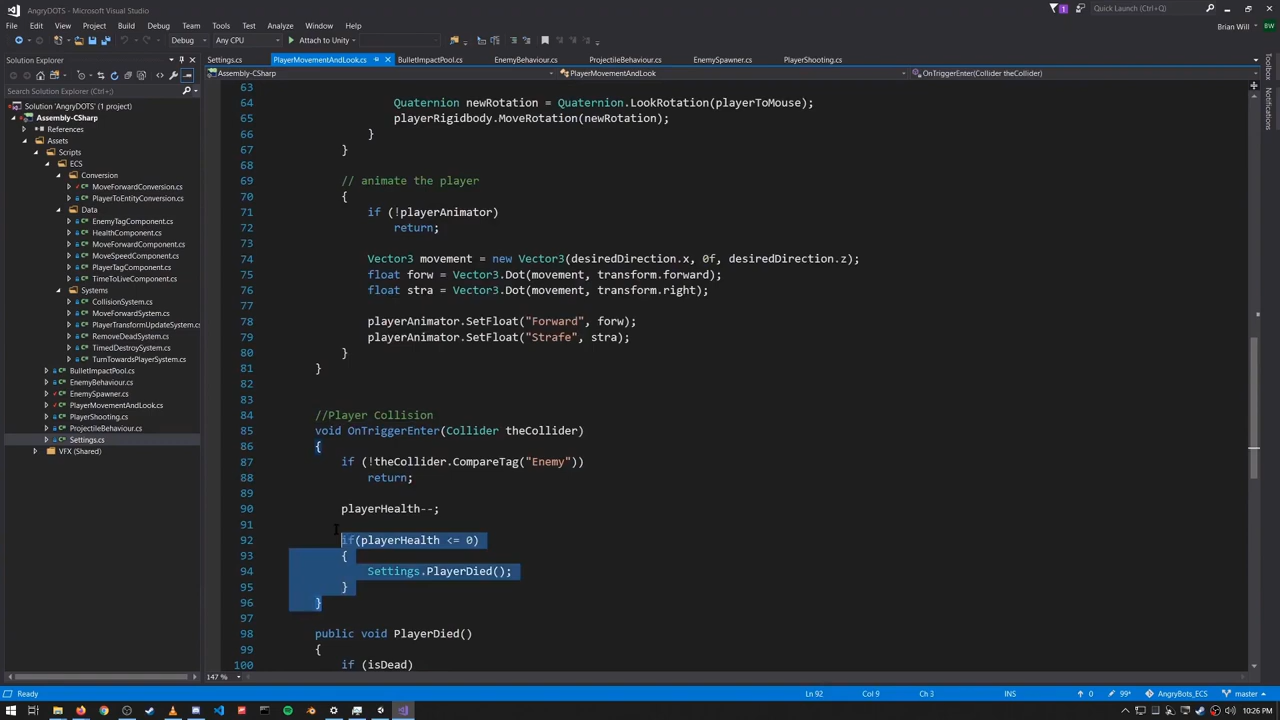 AngryDOTS - Microsoft Visual Studio
1
Quick Launch (Ctrl+Q)
File Edit View Project Build Debug Team Tools Test Analyze Window Help
Brian Will BW
Debug Any CPU Attach to Unity
Solution Explorer
Settings.cs PlayerMovementAndLook.cs BulletImpactPool.cs EnemyBehaviour.cs ProjectileBehaviour.cs EnemySpawner.cs PlayerShooting.cs
Assembly-CSharp PlayerMovementAndLook OnTriggerEnter(Collider theCollider)
Toolbox
Notifications
Search Solution Explorer (Ctrl+;)
Solution 'AngryDOTS' (1 project)
Assembly-CSharp
References
Assets
Scripts
ECS
Conversion
MoveForwardConversion.cs
PlayerToEntityConversion.cs
Data
EnemyTagComponent.cs
HealthComponent.cs
MoveForwardComponent.cs
MoveSpeedComponent.cs
PlayerTagComponent.cs
TimeToLiveComponent.cs
Systems
CollisionSystem.cs
MoveForwardSystem.cs
PlayerTransformUpdateSystem.cs
RemoveDeadSystem.cs
TimedDestroySystem.cs
TurnTowardsPlayerSystem.cs
BulletImpactPool.cs
EnemyBehaviour.cs
EnemySpawner.cs
PlayerMovementAndLook.cs
PlayerShooting.cs
ProjectileBehaviour.cs
Settings.cs
VFX (Shared)
63
64 Quaternion newRotation = Quaternion.LookRotation(playerToMouse);
65 playerRigidbody.MoveRotation(newRotation);
66 }
67 }
68
69 // animate the player
70 {
71 if (!playerAnimator)
72 return;
73
74 Vector3 movement = new Vector3(desiredDirection.x, 0f, desiredDirection.z);
75 float forw = Vector3.Dot(movement, transform.forward);
76 float stra = Vector3.Dot(movement, transform.right);
77
78 playerAnimator.SetFloat("Forward", forw);
79 playerAnimator.SetFloat("Strafe", stra);
80 }
81 }
82
83
84 //Player Collision
85 void OnTriggerEnter(Collider theCollider)
86 {
87 if (!theCollider.CompareTag("Enemy"))
88 return;
89
90 playerHealth--;
91
92 if(playerHealth <= 0)
93 {
94 Settings.PlayerDied();
95 }
96 }
97
98 public void PlayerDied()
99 {
100 if (isDead)
147 %
Ready Ln 92 Col 9 Ch 3 INS 0 99* AngryBots_ECS master
10:26 PM